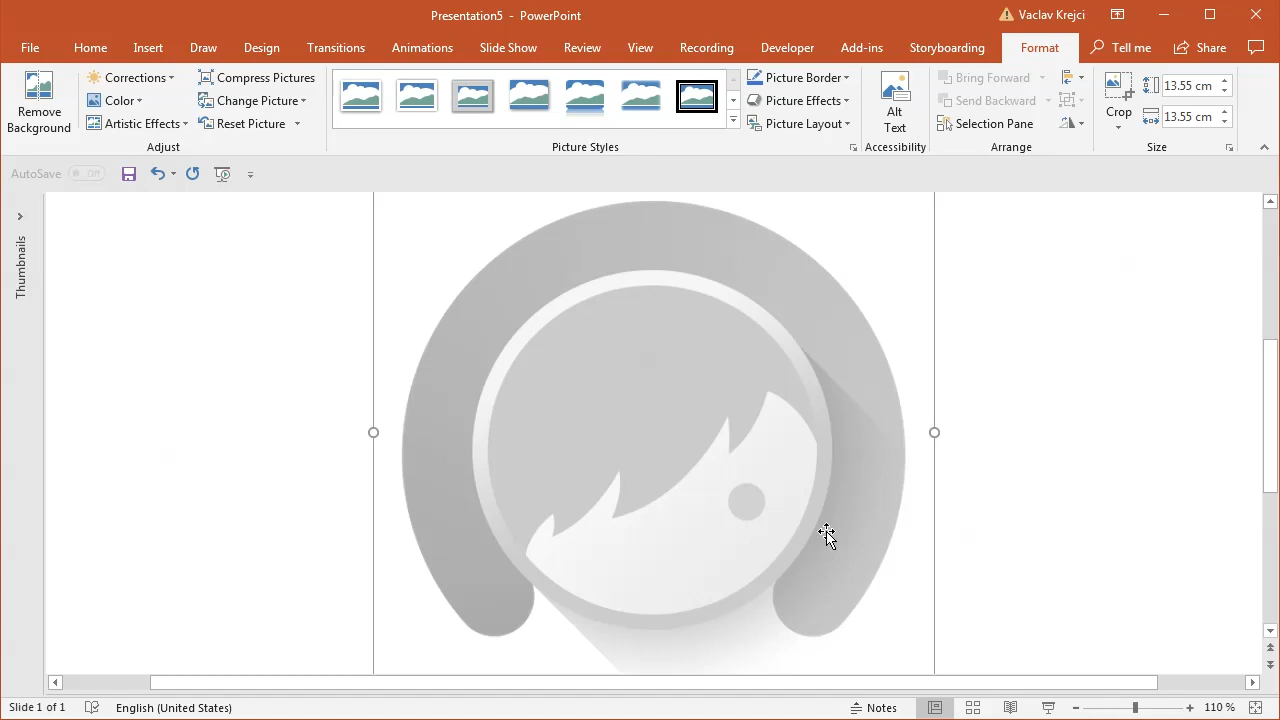 Presentation5 - PowerPoint
Vaclav Krejci
File Home Insert Draw Design Transitions Animations Slide Show Review View Recording Developer Add-ins Storyboarding Format Tell me Share
Remove Background
Corrections
Color
Artistic Effects
Compress Pictures
Change Picture
Reset Picture
Adjust
Picture Styles
Picture Border
Picture Effects
Picture Layout
Alt Text
Accessibility
Bring Forward
Send Backward
Selection Pane
Arrange
Crop
13.55 cm
13.55 cm
Size
AutoSave Off
Thumbnails
Slide 1 of 1 English (United States) Notes 110 %